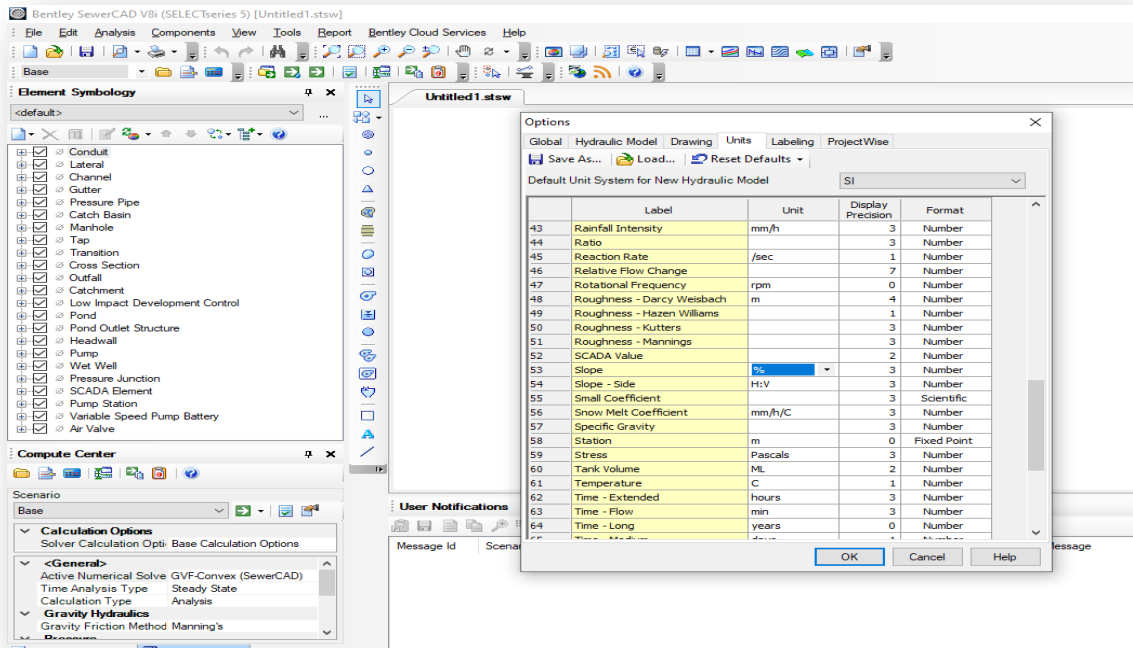 Bentley SewerCAD V8i (SELECTseries 5) [Untitled1.stsw]
File Edit Analysis Components View Tools Report Bentley Cloud Services Help
Base
Element Symbology
<default>
...
Conduit
Lateral
Channel
Gutter
Pressure Pipe
Catch Basin
Manhole
Tap
Transition
Cross Section
Outfall
Catchment
Low Impact Development Control
Pond
Pond Outlet Structure
Headwall
Pump
Wet Well
Pressure Junction
SCADA Element
Pump Station
Variable Speed Pump Battery
Air Valve
Compute Center
Scenario
Base
Calculation Options
Solver Calculation Opti Base Calculation Options
<General>
Active Numerical Solve GVF-Convex (SewerCAD)
Time Analysis Type Steady State
Calculation Type Analysis
Gravity Hydraulics
Gravity Friction Method Manning's
Pressure
Untitled1.stsw
Options
Global Hydraulic Model Drawing Units Labeling ProjectWise
Save As... Load... Reset Defaults
Default Unit System for New Hydraulic Model SI
Label Unit Display Precision Format
43 Rainfall Intensity mm/h 3 Number
44 Ratio 3 Number
45 Reaction Rate /sec 1 Number
46 Relative Flow Change 7 Number
47 Rotational Frequency rpm 0 Number
48 Roughness - Darcy Weisbach m 4 Number
49 Roughness - Hazen Williams 1 Number
50 Roughness - Kutters 3 Number
51 Roughness - Mannings 3 Number
52 SCADA Value 2 Number
53 Slope % 3 Number
54 Slope - Side H:V 3 Number
55 Small Coefficient 3 Scientific
56 Snow Melt Coefficient mm/h/C 3 Number
57 Specific Gravity 3 Number
58 Station m 0 Fixed Point
59 Stress Pascals 3 Number
60 Tank Volume ML 2 Number
61 Temperature C 1 Number
62 Time - Extended hours 3 Number
63 Time - Flow min 3 Number
64 Time - Long years 0 Number
65 Time - Medium days 1 Number
OK Cancel Help
User Notifications
Message Id Scenar
lessage